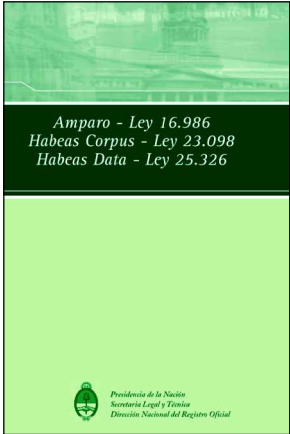 Amparo - Ley 16.986
Habeas Corpus - Ley 23.098
Habeas Data - Ley 25.326
Presidencia de la Nación
Secretaría Legal y Técnica
Dirección Nacional del Registro Oficial